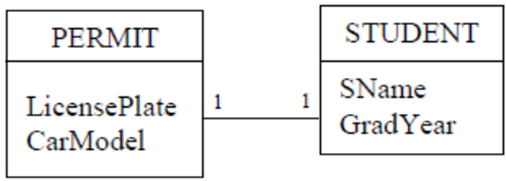 PERMIT
LicensePlate
CarModel
1
1
STUDENT
SName
GradYear